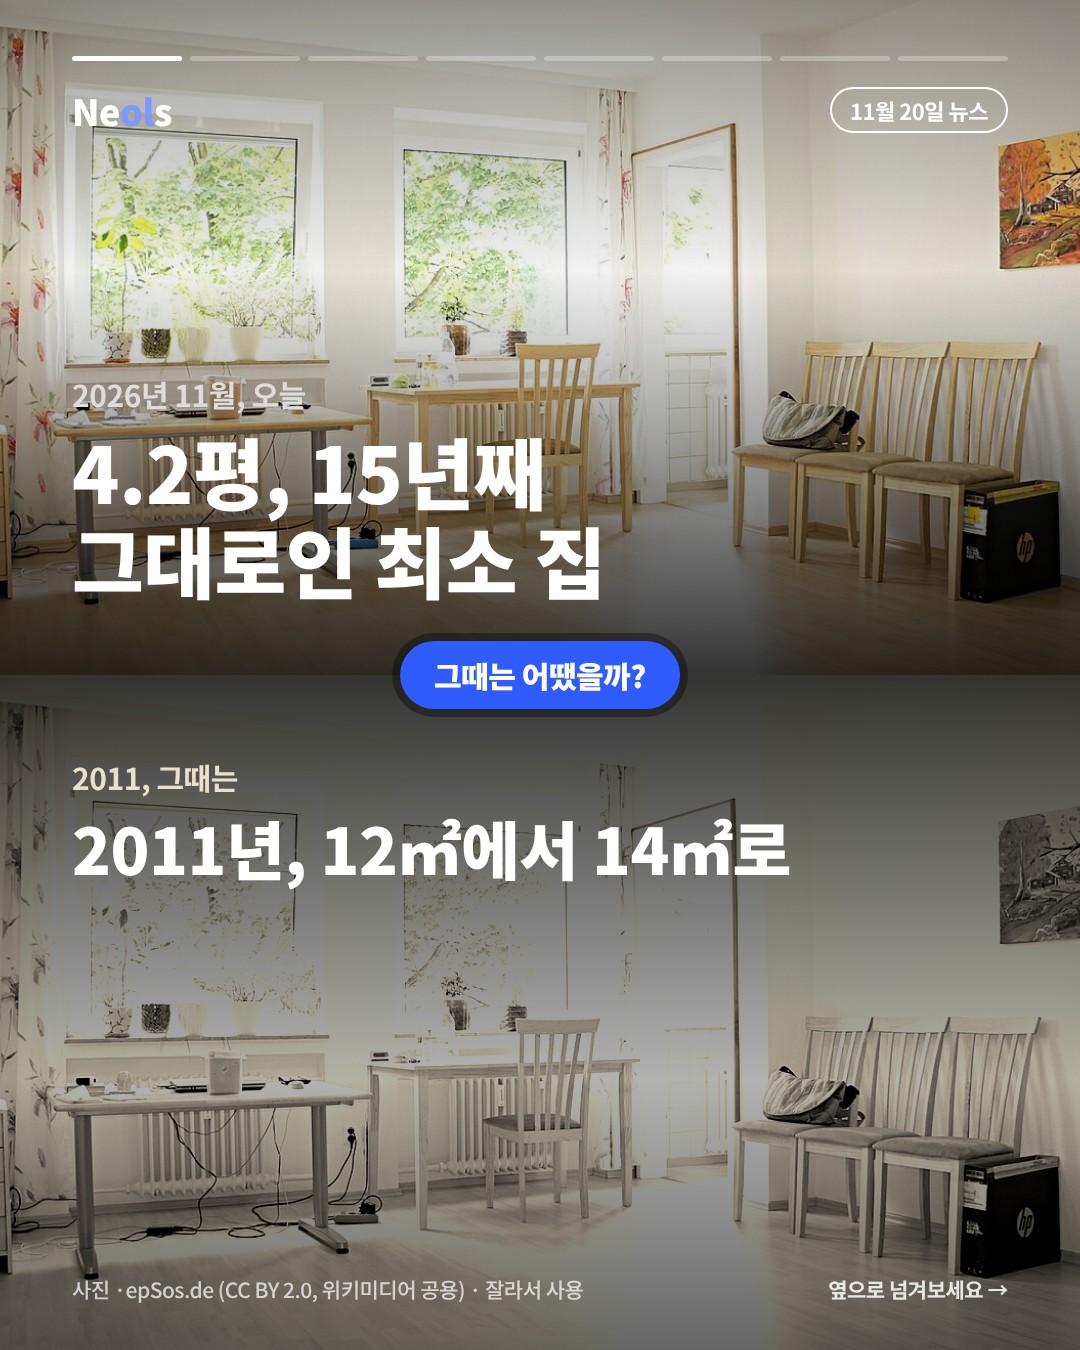 Neols
11월 20일 뉴스
2026년 11월, 오늘
4.2평, 15년째
그대로인 최소 집
그때는 어땠을까?
2011, 그때는
2011년, 12㎡에서 14㎡로
hp
사진 · epSos.de (CC BY 2.0, 위키미디어 공용) · 잘라서 사용
옆으로 넘겨보세요 →